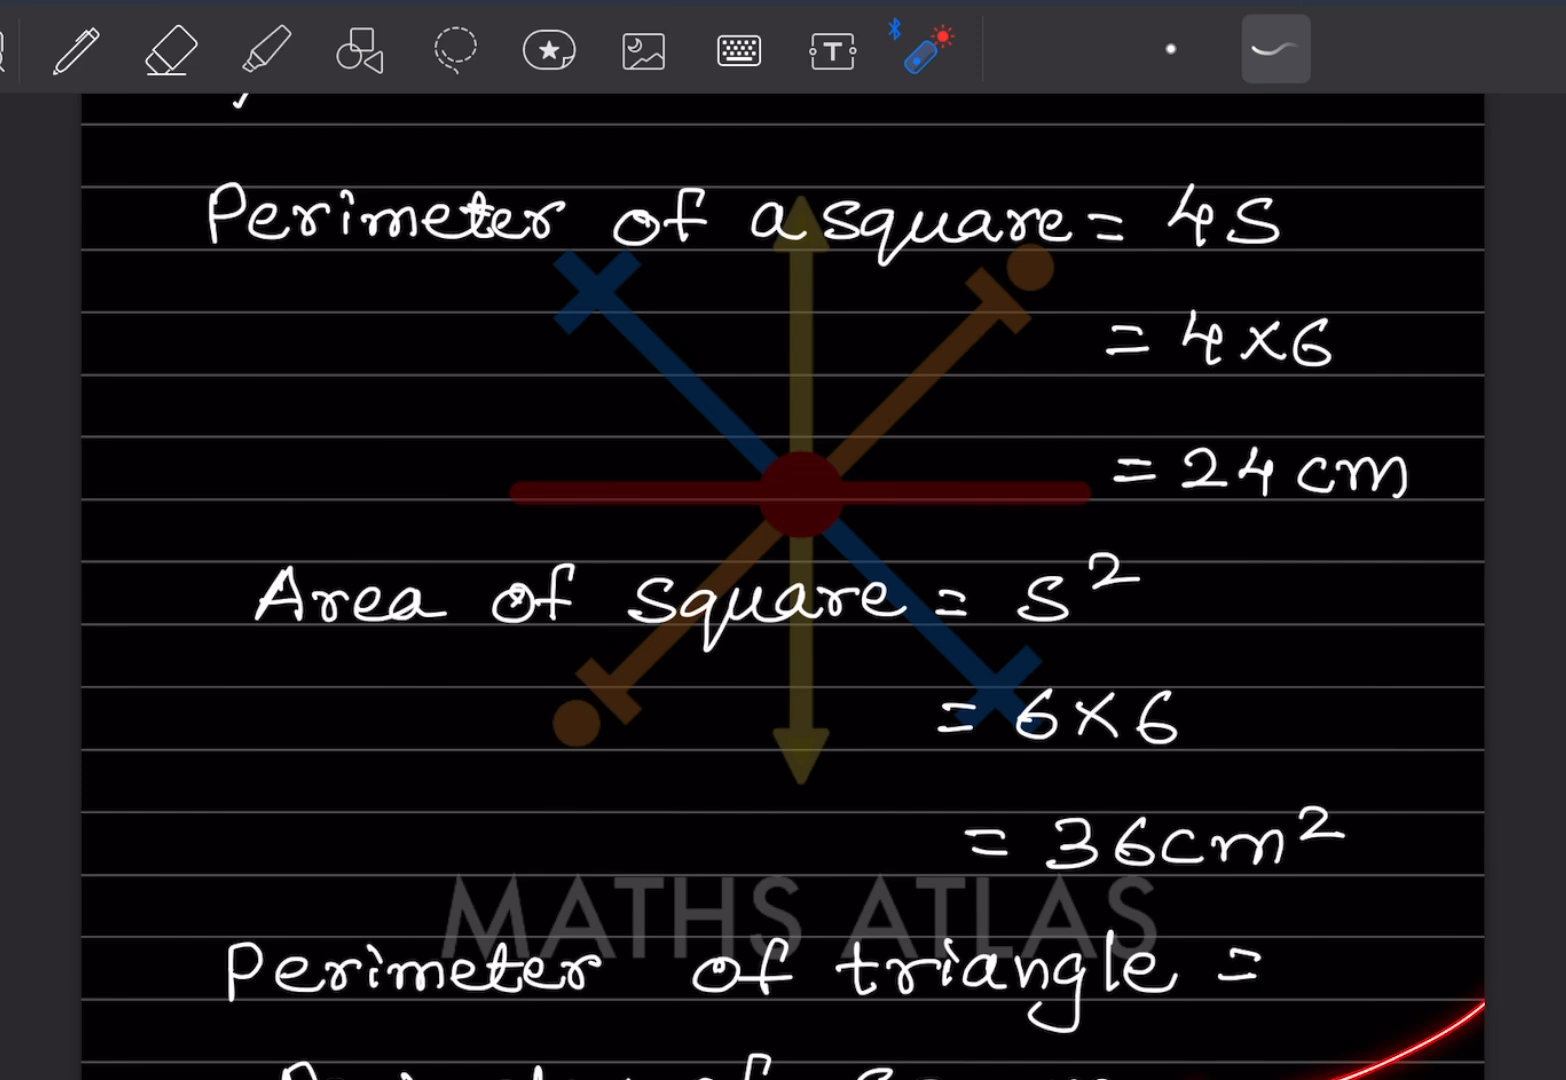 Perimeter of a square = 4s
= 4×6
= 24 cm
Area of square = s²
= 6×6
= 36cm²
MATHS ATLAS
Perimeter of triangle =